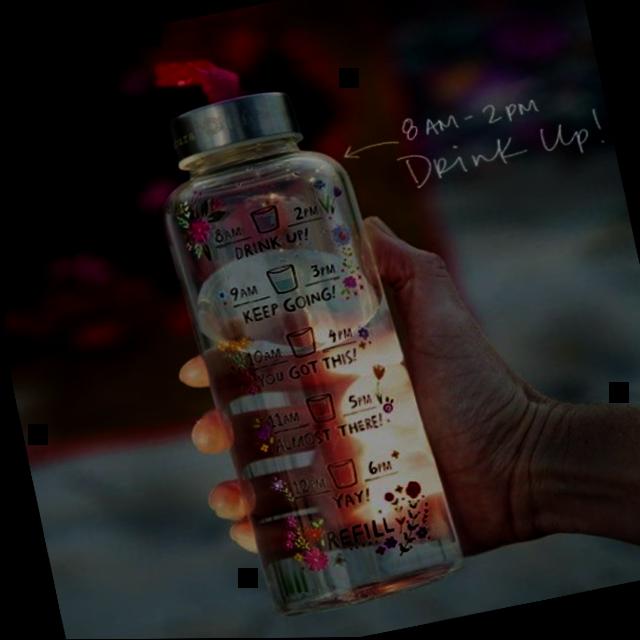 8AM-2PM
Drink Up!
8AM 2PM
DRINK UP!
9AM 3PM
KEEP GOING!
10AM 4PM
YOU GOT THIS!
11AM 5PM
ALMOST THERE!
12PM 6PM
YAY!
REFILL